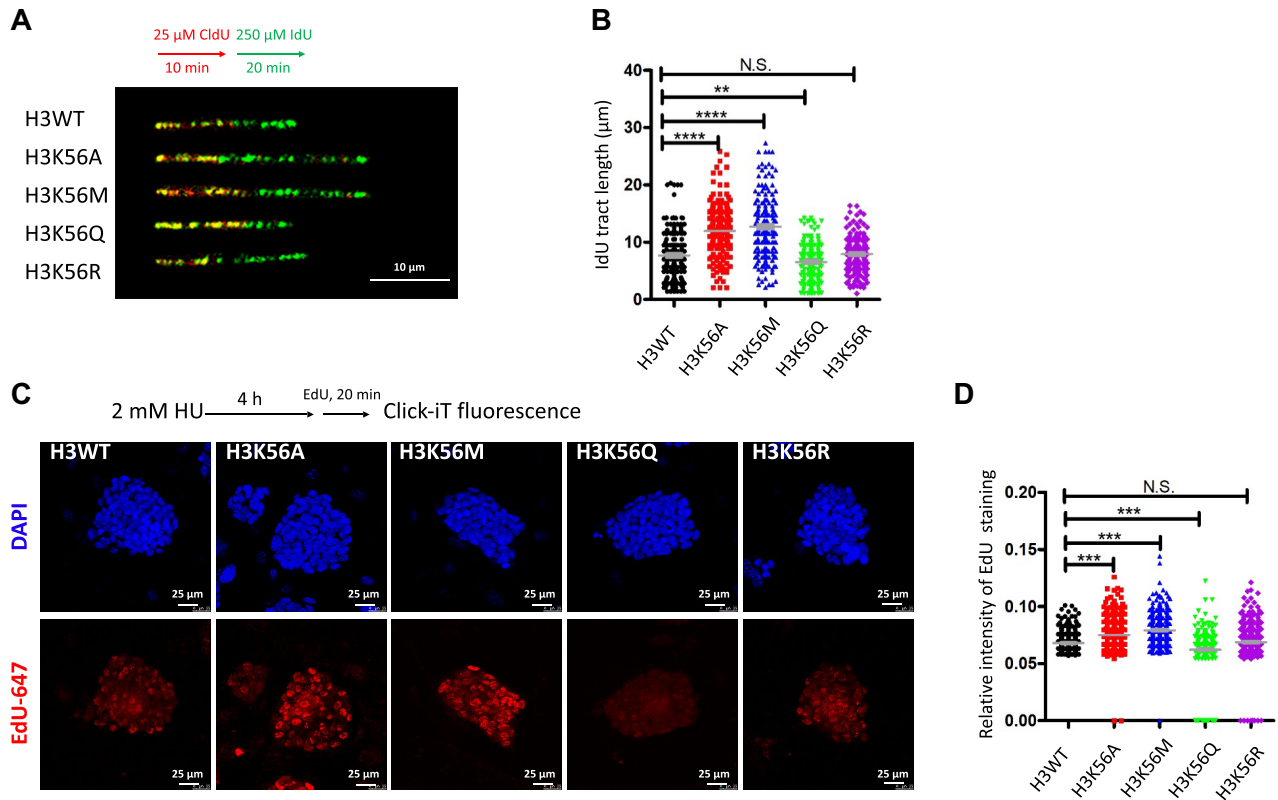 A
25 µM CldU 250 µM IdU
10 min 20 min
H3WT
H3K56A
H3K56M
H3K56Q
H3K56R
10 µm
B
IdU tract length (µm)
40
30
20
10
0
N.S.
**
****
****
H3WT H3K56A H3K56M H3K56Q H3K56R
C
2 mM HU 4 h EdU, 20 min Click-iT fluorescence
H3WT H3K56A H3K56M H3K56Q H3K56R
DAPI
25 µm 25 µm 25 µm 25 µm 25 µm
EdU-647
25 µm 25 µm 25 µm 25 µm 25 µm
D
Relative intensity of EdU staining
0.20
0.15
0.10
0.05
0.00
N.S.
***
***
***
H3WT H3K56A H3K56M H3K56Q H3K56R